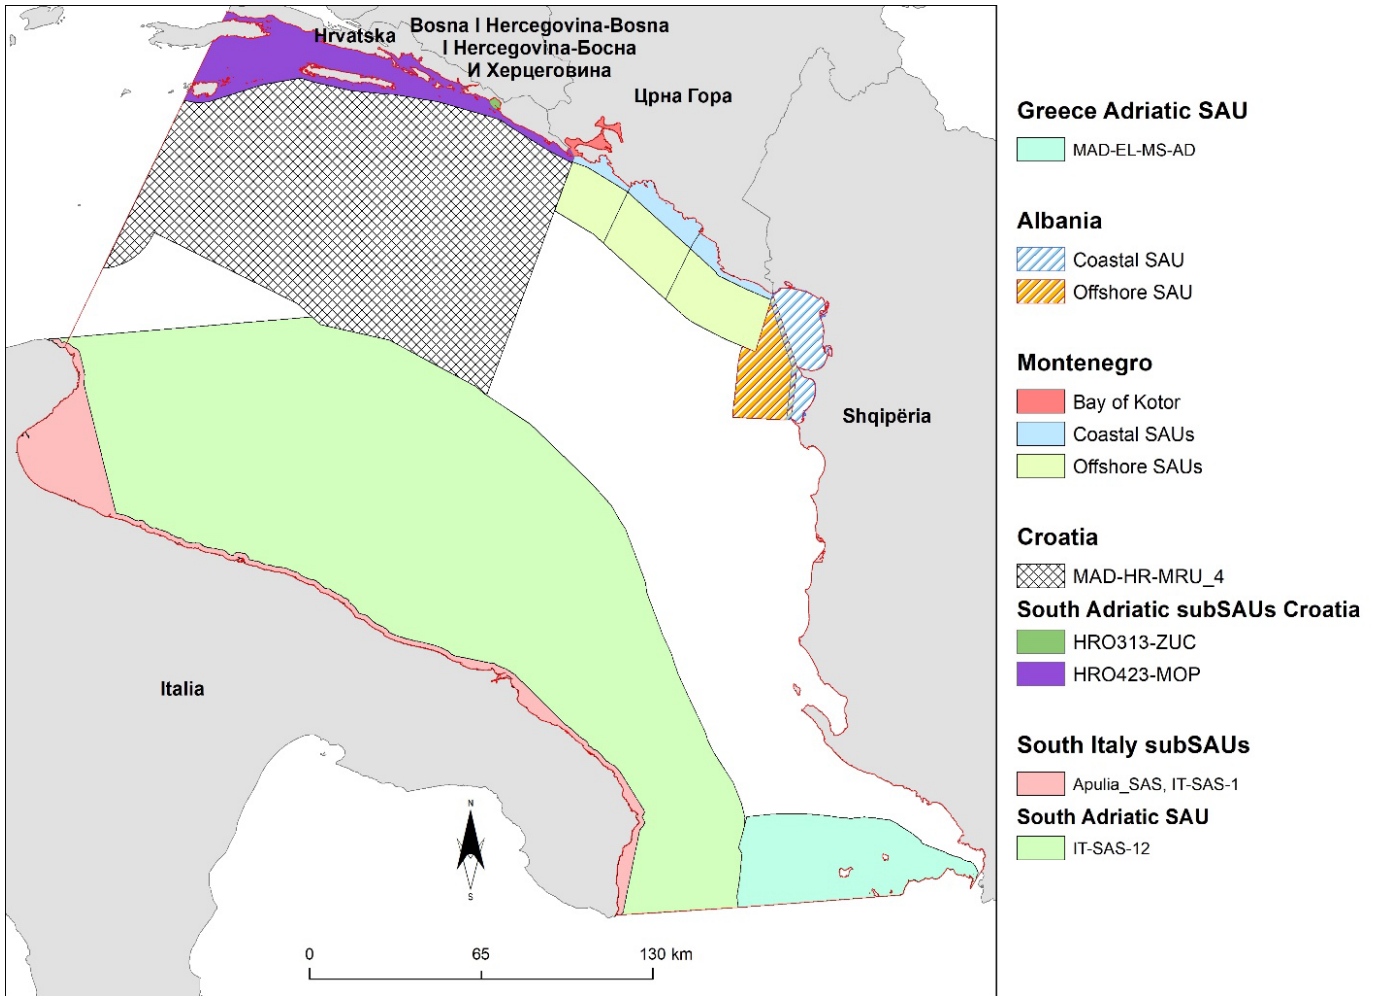 Hrvatska
Bosna I Hercegovina-Bosna
I Hercegovina-Босна
И Херцеговина
Црна Гора
Shqipëria
Italia
N
S
0 65 130 km
Greece Adriatic SAU
MAD-EL-MS-AD
Albania
Coastal SAU
Offshore SAU
Montenegro
Bay of Kotor
Coastal SAUs
Offshore SAUs
Croatia
MAD-HR-MRU_4
South Adriatic subSAUs Croatia
HRO313-ZUC
HRO423-MOP
South Italy subSAUs
Apulia_SAS, IT-SAS-1
South Adriatic SAU
IT-SAS-12